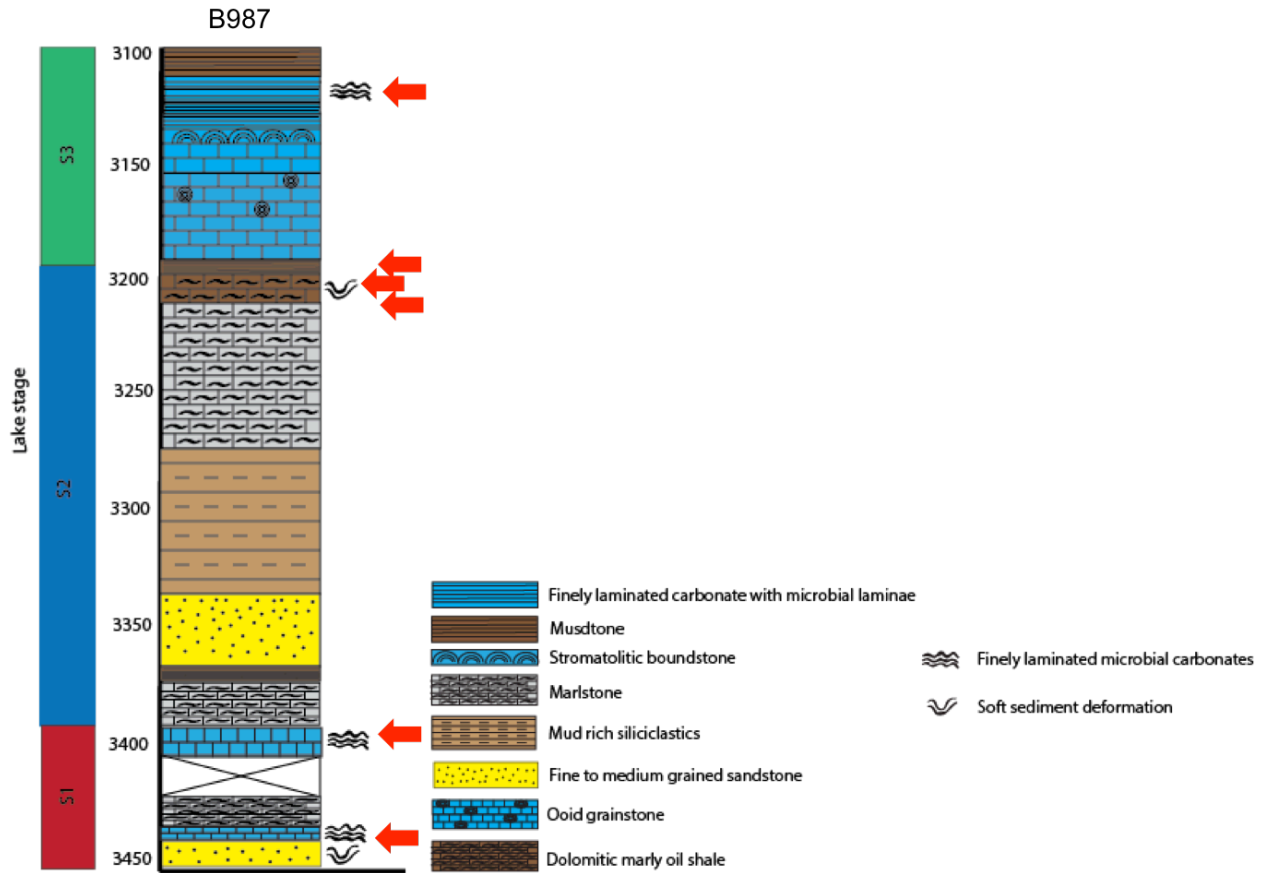 B987
3100
3150
3200
3250
3300
3350
3400
3450
Lake stage
S3
S2
S1
Finely laminated carbonate with microbial laminae
Musdtone
Stromatolitic boundstone
Marlstone
Mud rich siliciclastics
Fine to medium grained sandstone
Ooid grainstone
Dolomitic marly oil shale
Finely laminated microbial carbonates
Soft sediment deformation